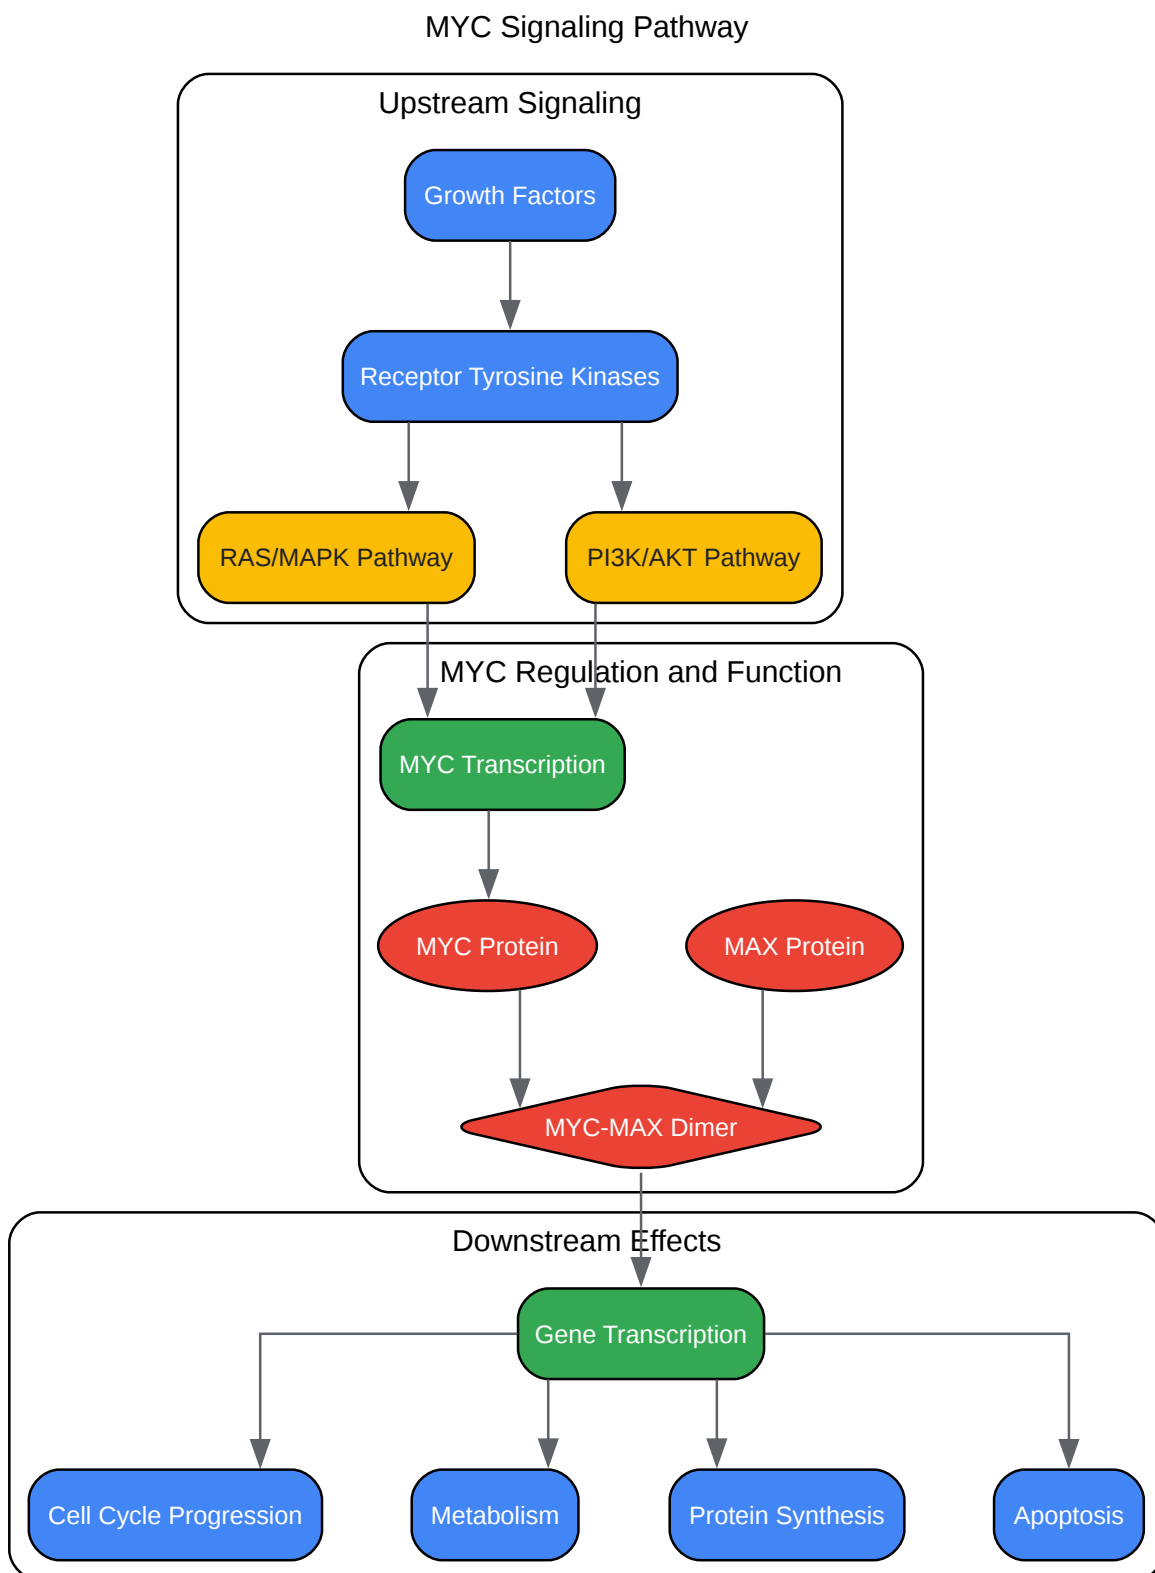 MYC Signaling Pathway
Upstream Signaling
Growth Factors
Receptor Tyrosine Kinases
RAS/MAPK Pathway
PI3K/AKT Pathway
MYC Regulation and Function
MYC Transcription
MYC Protein
MAX Protein
MYC-MAX Dimer
Downstream Effects
Gene Transcription
Cell Cycle Progression
Metabolism
Protein Synthesis
Apoptosis